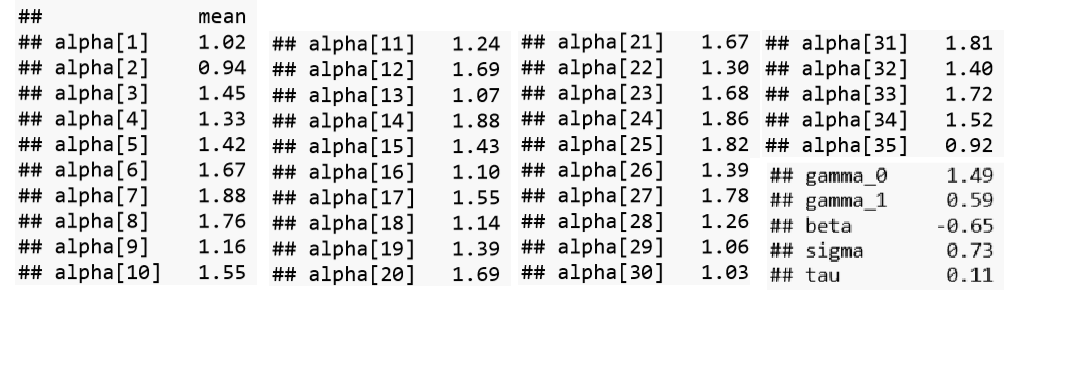 ##             mean
## alpha[1]    1.02
## alpha[2]    0.94
## alpha[3]    1.45
## alpha[4]    1.33
## alpha[5]    1.42
## alpha[6]    1.67
## alpha[7]    1.88
## alpha[8]    1.76
## alpha[9]    1.16
## alpha[10]   1.55
## alpha[11]   1.24
## alpha[12]   1.69
## alpha[13]   1.07
## alpha[14]   1.88
## alpha[15]   1.43
## alpha[16]   1.10
## alpha[17]   1.55
## alpha[18]   1.14
## alpha[19]   1.39
## alpha[20]   1.69
## alpha[21]   1.67
## alpha[22]   1.30
## alpha[23]   1.68
## alpha[24]   1.86
## alpha[25]   1.82
## alpha[26]   1.39
## alpha[27]   1.78
## alpha[28]   1.26
## alpha[29]   1.06
## alpha[30]   1.03
## alpha[31]   1.81
## alpha[32]   1.40
## alpha[33]   1.72
## alpha[34]   1.52
## alpha[35]   0.92
## gamma_0     1.49
## gamma_1     0.59
## beta       -0.65
## sigma       0.73
## tau         0.11